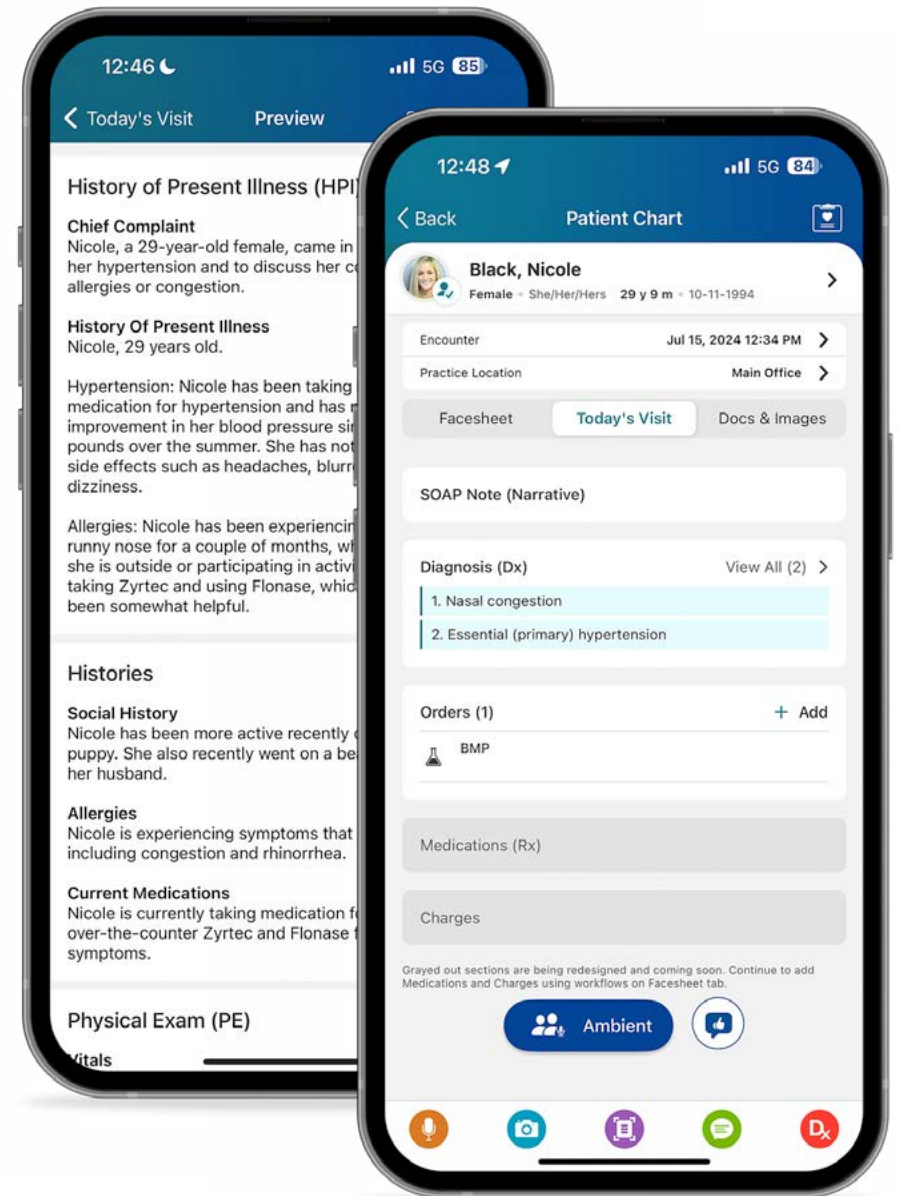 12:46
5G 85
Today's Visit Preview
History of Present Illness (HPI)
Chief Complaint
Nicole, a 29-year-old female, came in
her hypertension and to discuss her
allergies or congestion.
History Of Present Illness
Nicole, 29 years old.
Hypertension: Nicole has been taking
medication for hypertension and has
improvement in her blood pressure
pounds over the summer. She has not
side effects such as headaches,
dizziness.
Allergies: Nicole has been
runny nose for a couple of months,
she is outside or participating in
taking Zyrtec and using Flonase,
been somewhat helpful.
Histories
Social History
Nicole has been more active recently
puppy. She also recently went on a
her husband.
Allergies
Nicole is experiencing symptoms that
including congestion and rhinorrhea.
Current Medications
Nicole is currently taking medication
over-the-counter Zyrtec and Flonase
symptoms.
Physical Exam (PE)
Vitals
12:48
5G 84
Back Patient Chart
Black, Nicole
Female • She/Her/Hers 29 y 9 m • 10-11-1994
Encounter Jul 15, 2024 12:34 PM
Practice Location Main Office
Facesheet Today's Visit Docs & Images
SOAP Note (Narrative)
Diagnosis (Dx) View All (2)
1. Nasal congestion
2. Essential (primary) hypertension
Orders (1) + Add
BMP
Medications (Rx)
Charges
Grayed out sections are being redesigned and coming soon. Continue to add
Medications and Charges using workflows on Facesheet tab.
Ambient
Dx